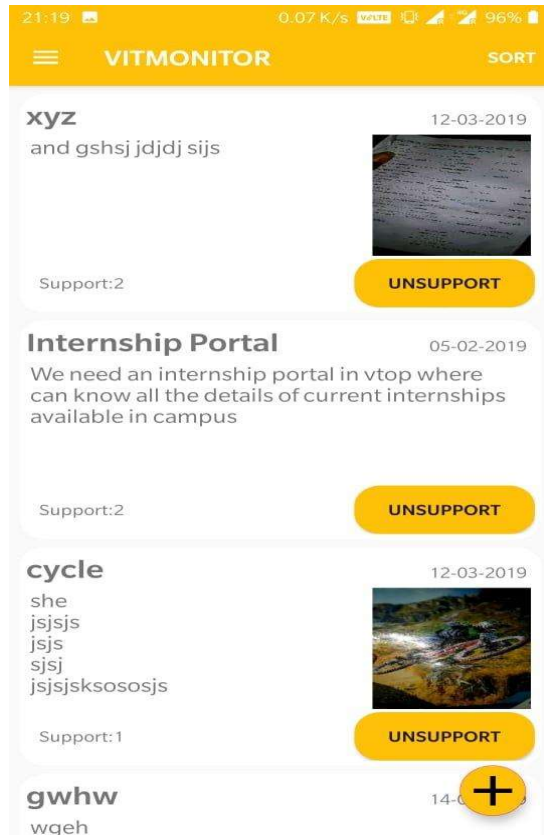 21:19 0.07 K/s VoLTE 4G 96%
VITMONITOR SORT
xyz 12-03-2019
and gshsj jdjdj sijs
Support:2 UNSUPPORT
Internship Portal 05-02-2019
We need an internship portal in vtop where
can know all the details of current internships
available in campus
Support:2 UNSUPPORT
cycle 12-03-2019
she
jsjsjs
jsjs
sjsj
jsjsjsksososjs
Support:1 UNSUPPORT
gwhw
wgeh